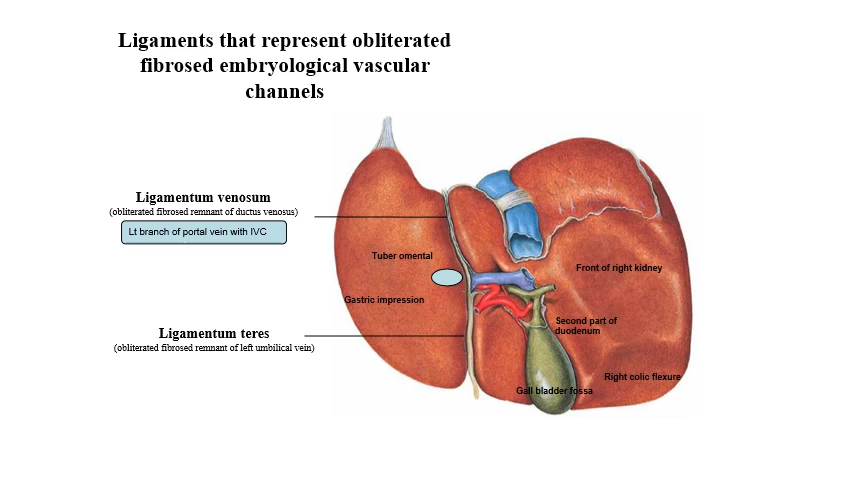 Ligaments that represent obliterated
fibrosed embryological vascular
channels
Ligamentum venosum
(obliterated fibrosed remnant of ductus venosus)
Lt branch of portal vein with IVC
Tuber omental
Front of right kidney
Gastric impression
Second part of
duodenum
Ligamentum teres
(obliterated fibrosed remnant of left umbilical vein)
Right colic flexure
Gall bladder fossa